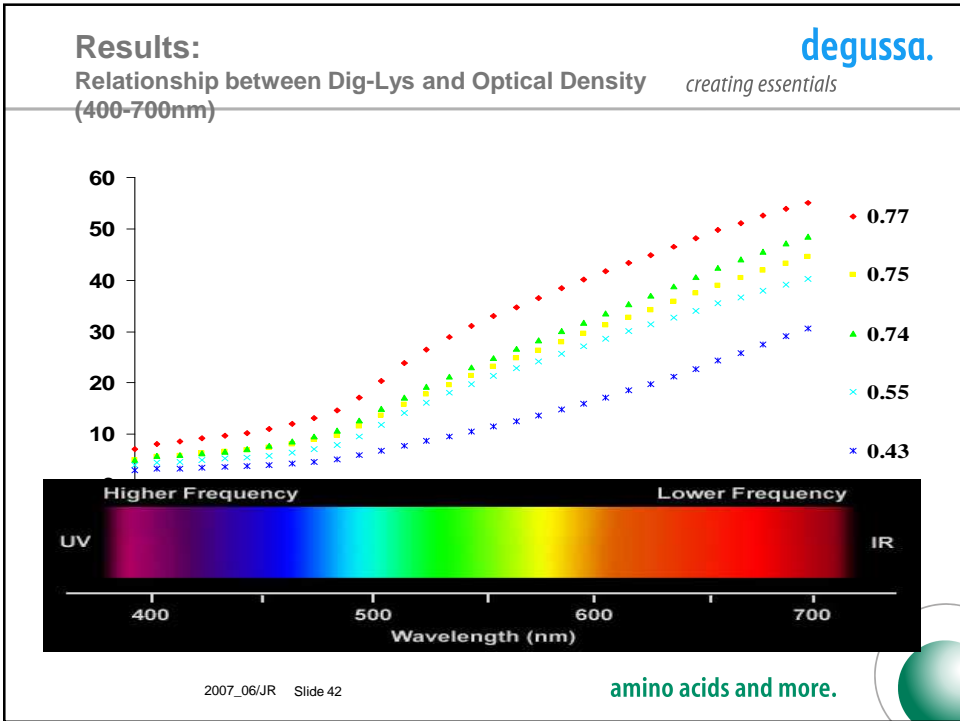 Results:
degussa.
Relationship between Dig-Lys and Optical Density
creating essentials
(400-700nm)
60
50
40
30
20
10
0.77
0.75
0.74
0.55
0.43
Higher Frequency
Lower Frequency
UV
IR
400
500
600
700
Wavelength (nm)
2007_06/JR Slide 42
amino acids and more.